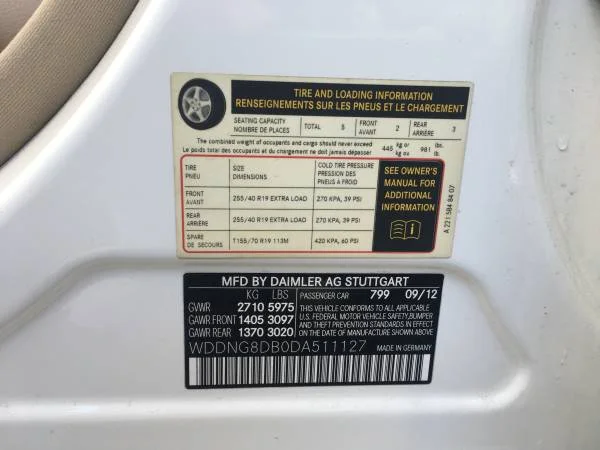 TIRE AND LOADING INFORMATION
RENSEIGNEMENTS SUR LES PNEUS ET LE CHARGEMENT
SEATING CAPACITY TOTAL 5 FRONT 2 REAR 3
NOMBRE DE PLACES AVANT ARRIÈRE
The combined weight of occupants and cargo should never exceed 445 kg or 981 lbs.
Le poids total des occupants et du chargement ne doit jamais dépasser kg ou lb.
TIRE SIZE COLD TIRE PRESSURE
PNEU DIMENSIONS PRESSION DES
PNEUS A FROID
FRONT 255/40 R19 EXTRA LOAD 270 KPA, 39 PSI
AVANT
REAR 255/40 R19 EXTRA LOAD 270 KPA, 39 PSI
ARRIÈRE
SPARE T155/70 R19 113M 420 KPA, 60 PSI
DE SECOURS
SEE OWNER'S
MANUAL FOR
ADDITIONAL
INFORMATION
A 221 584 84 07
MFD BY DAIMLER AG STUTTGART
KG LBS PASSENGER CAR 799 09/12
GVWR 2710 5975
GAWR FRONT 1405 3097
GAWR REAR 1370 3020
THIS VEHICLE CONFORMS TO ALL APPLICABLE
U.S. FEDERAL MOTOR VEHICLE SAFETY, BUMPER,
AND THEFT PREVENTION STANDARDS IN EFFECT
ON THE DATE OF MANUFACTURE SHOWN ABOVE.
WDDNG8DB0DA511127 MADE IN GERMANY